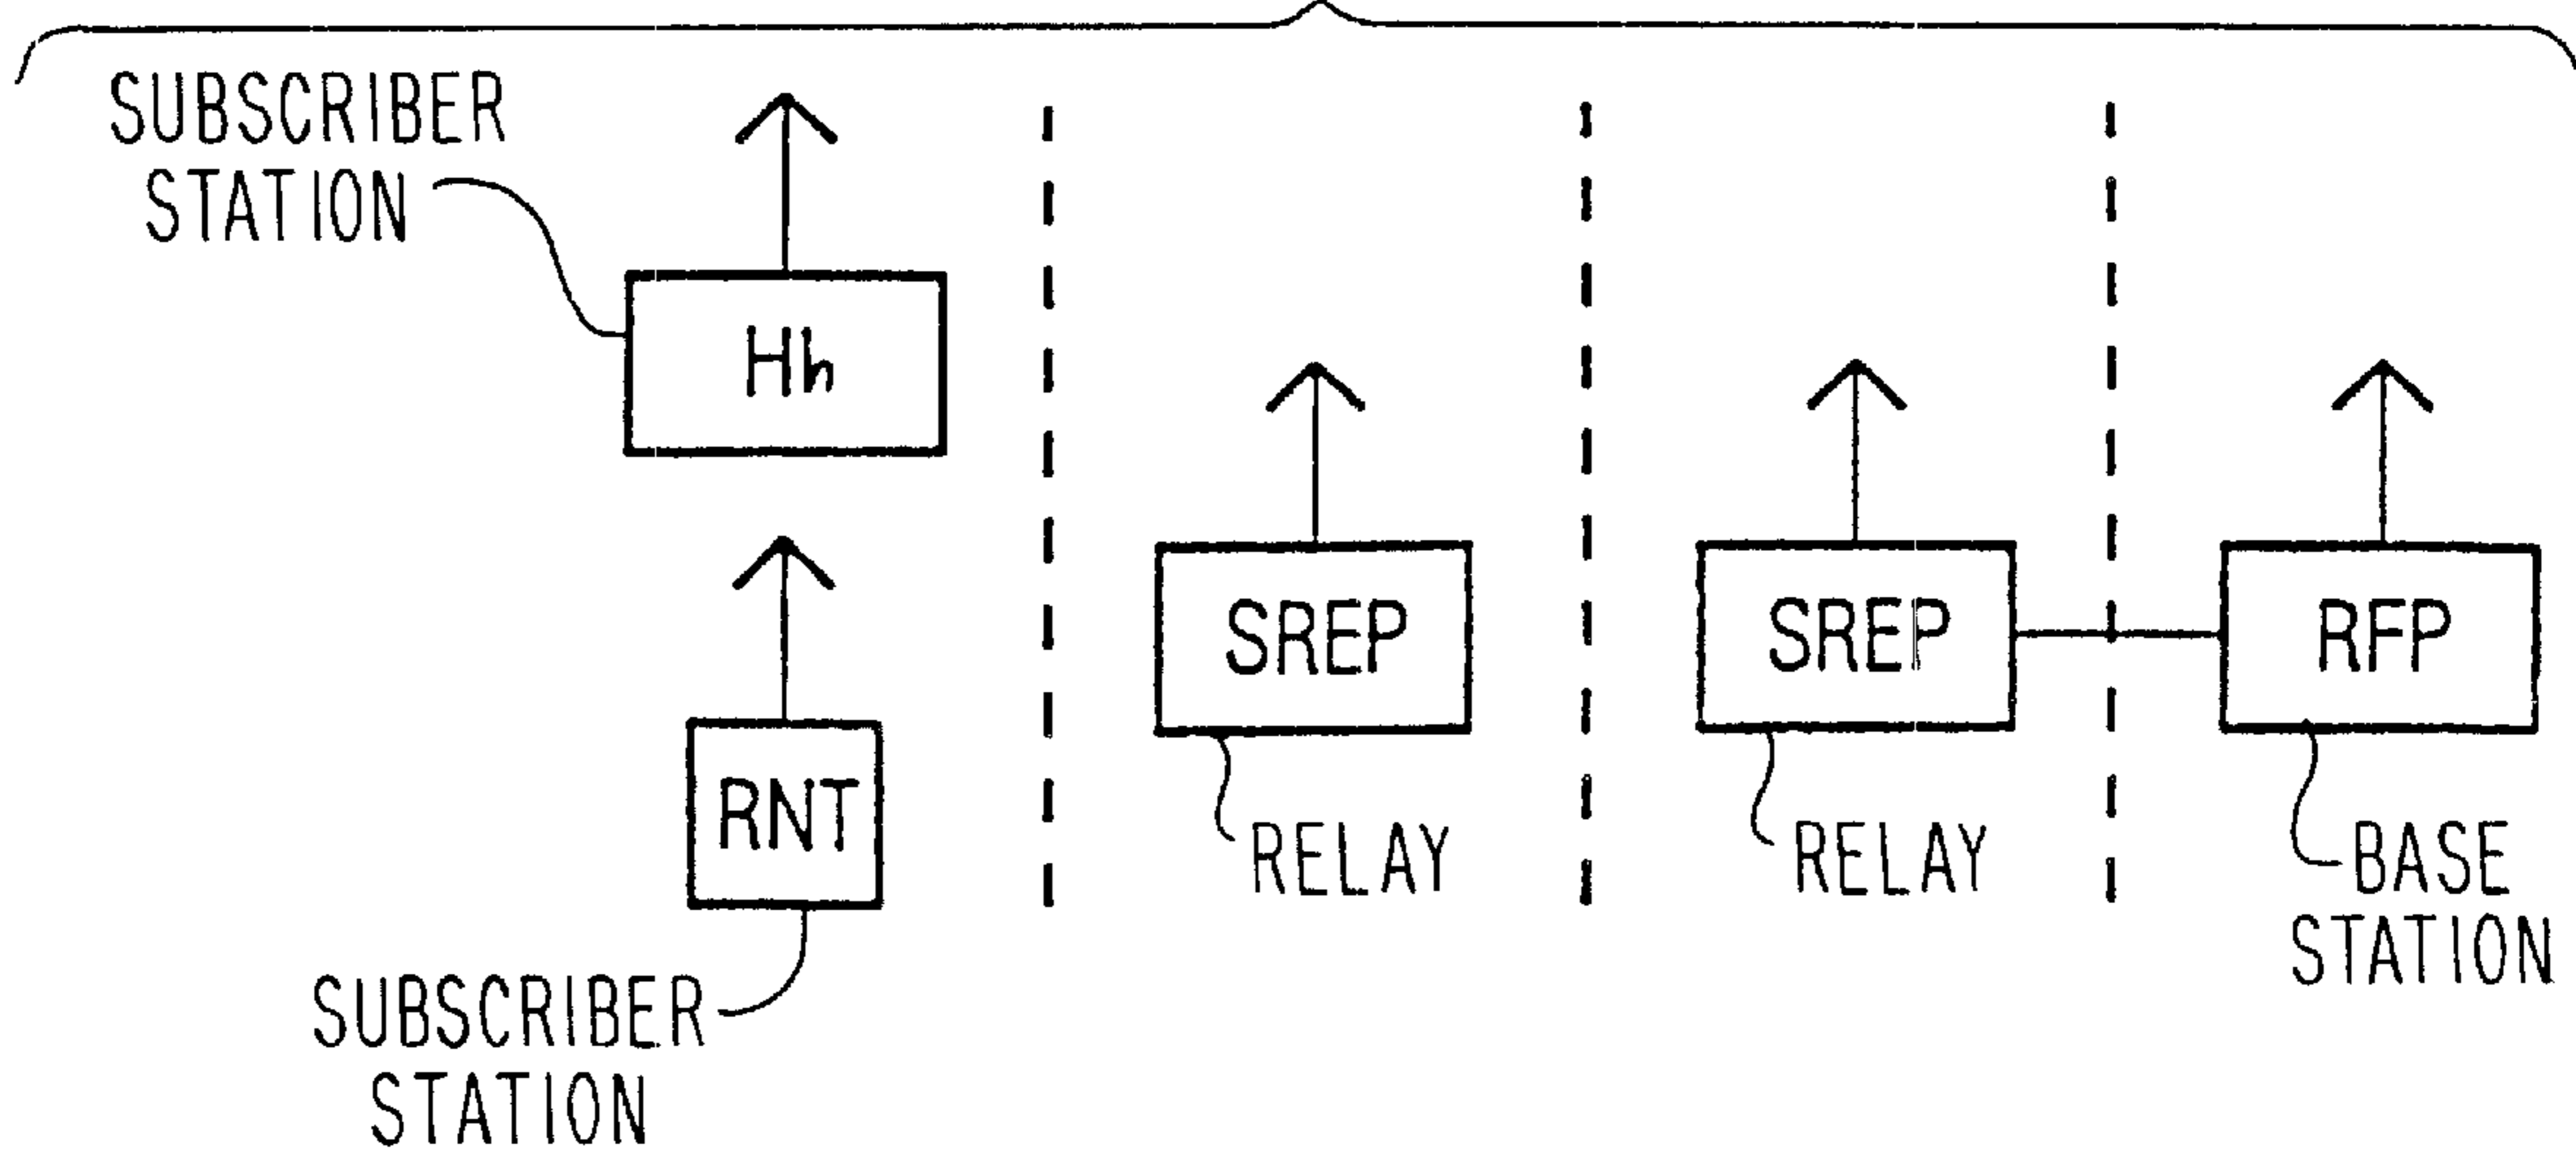 SUBSCRIBER
STATION
Hh
SREP
SREP
RFP
RNT
RELAY
RELAY
BASE
STATION
SUBSCRIBER
STATION